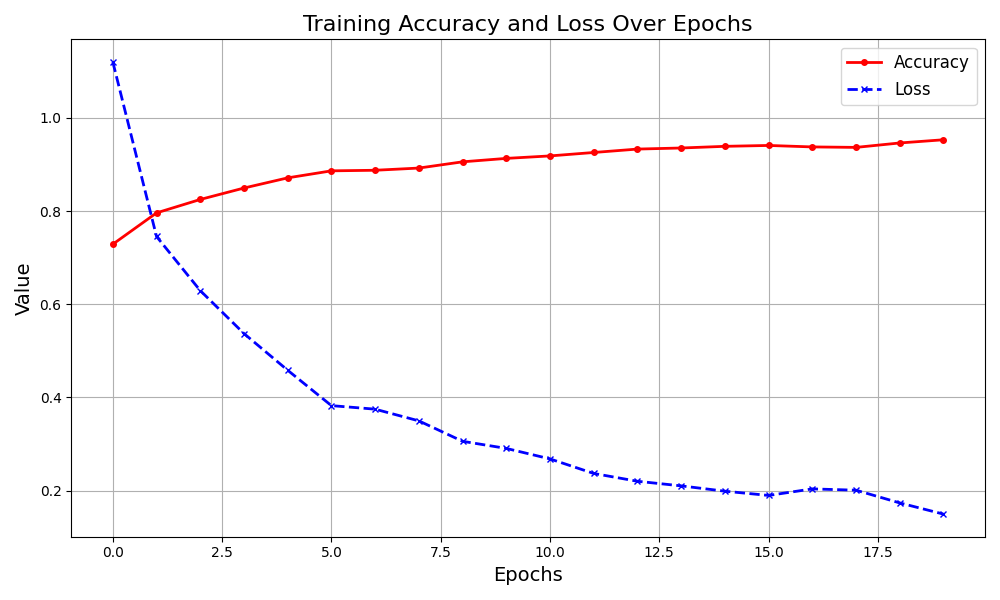 Training Accuracy and Loss Over Epochs
Accuracy
Loss
Value
1.0
0.8
0.6
0.4
0.2
0.0 2.5 5.0 7.5 10.0 12.5 15.0 17.5
Epochs